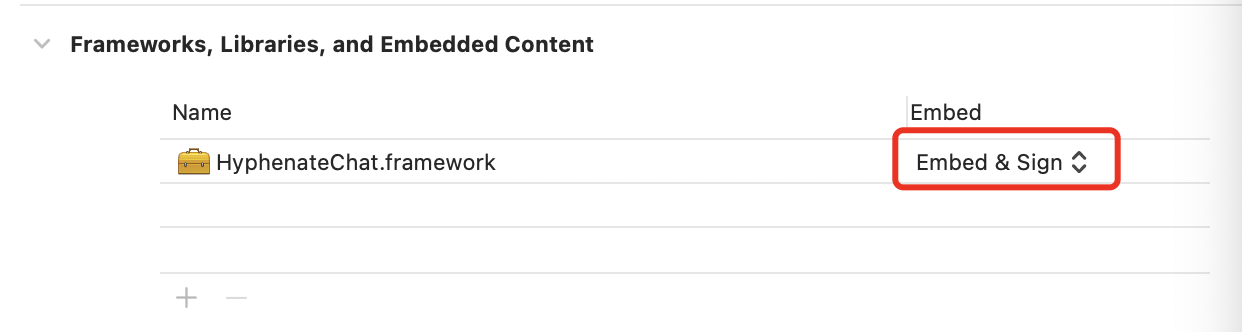 Frameworks, Libraries, and Embedded Content
Name Embed
HyphenateChat.framework Embed & Sign